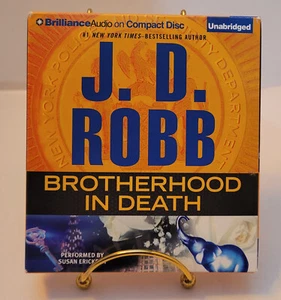 BrillianceAudio on Compact Disc
Unabridged
#1 NEW YORK TIMES-BESTSELLING AUTHOR
J. D.
ROBB
BROTHERHOOD
IN DEATH
PERFORMED BY
SUSAN ERICKSEN